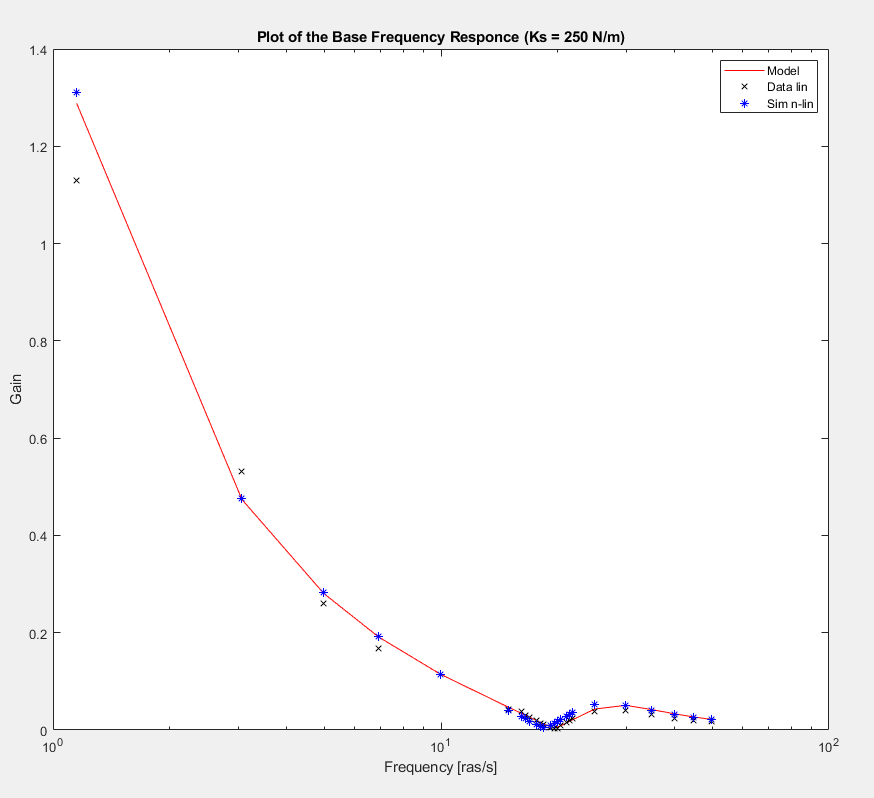 Plot of the Base Frequency Responce (Ks = 250 N/m)
Model
Data lin
Sim n-lin
Gain
1.4
1.2
1
0.8
0.6
0.4
0.2
0
10^0
10^1
10^2
Frequency [ras/s]